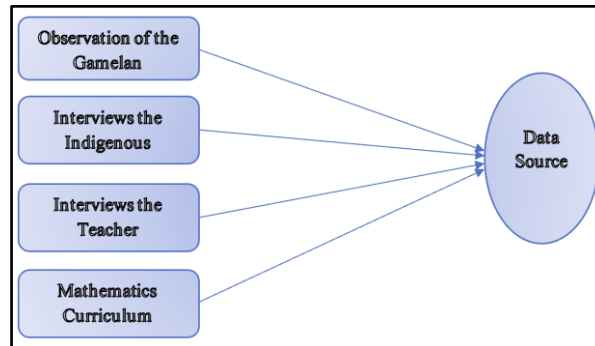 Observation of the
Gamelan
Interviews the
Indigenous
Interviews the
Teacher
Mathematics
Curriculum
Data
Source